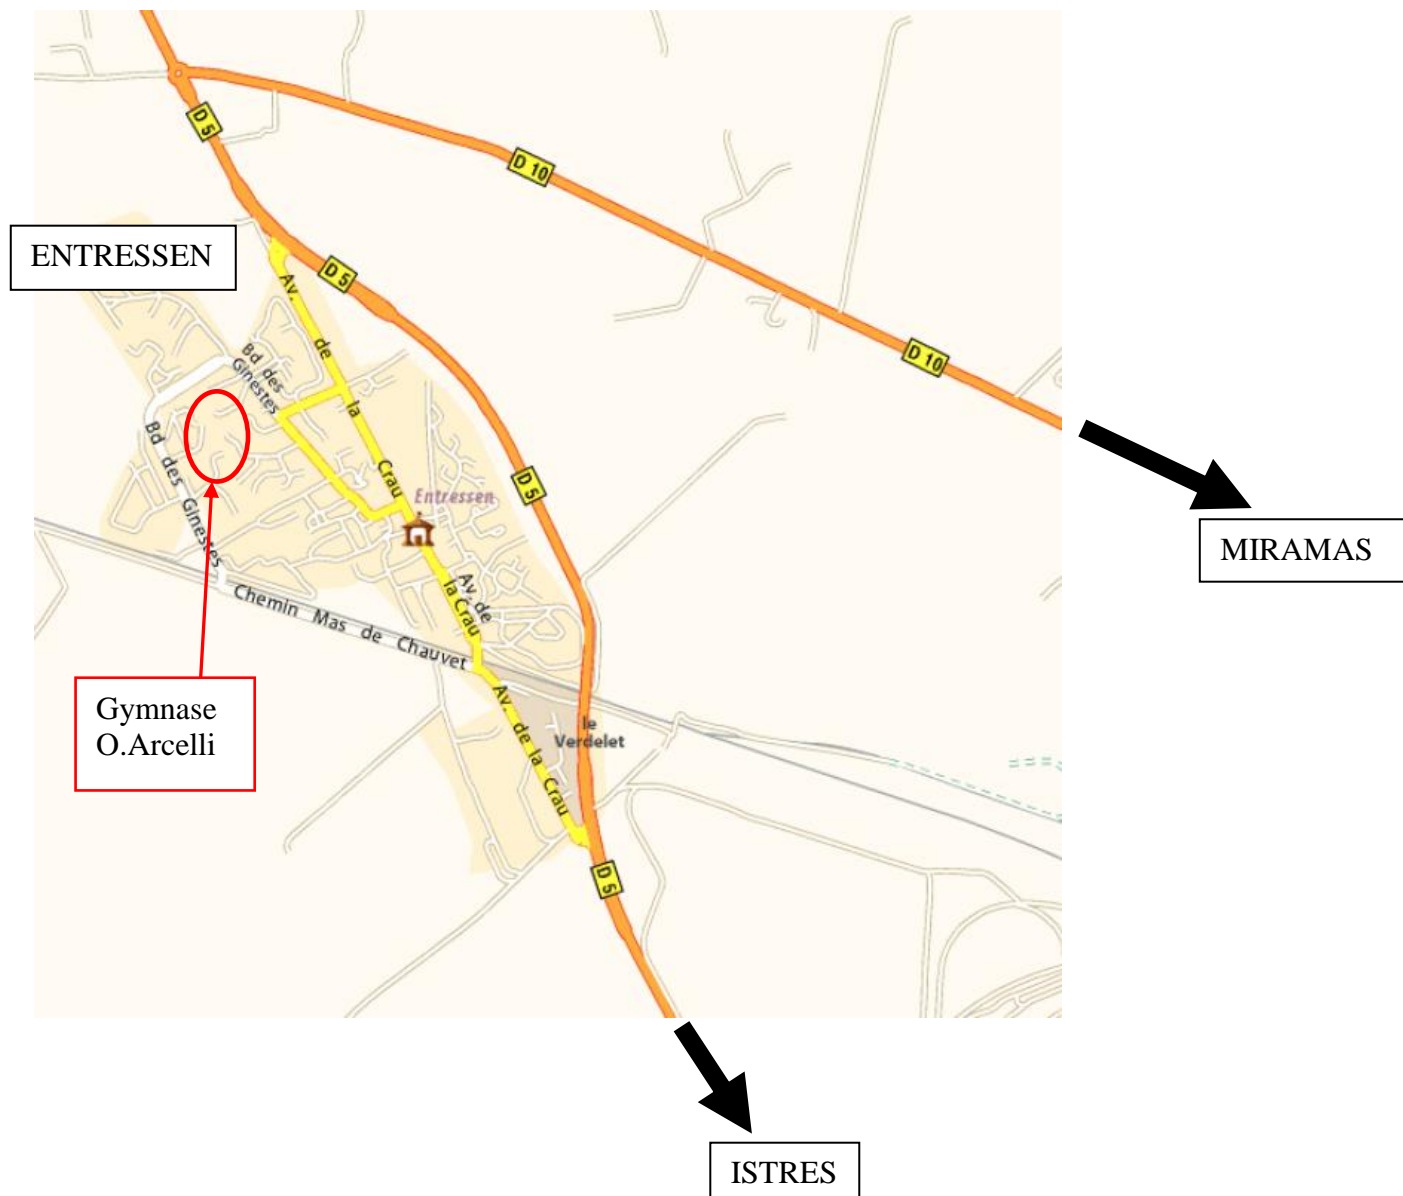 D 5
D 10
ENTRESSEN
D 5
Av. de la Crau
Bd des
Ginestes
D 10
Bd des Ginestes
Entressen
D 5
MIRAMAS
Av. de
la Crau
Chemin Mas de Chauvet
Gymnase
O.Arcelli
Av. de la Crau
le
Verdelet
D 5
ISTRES